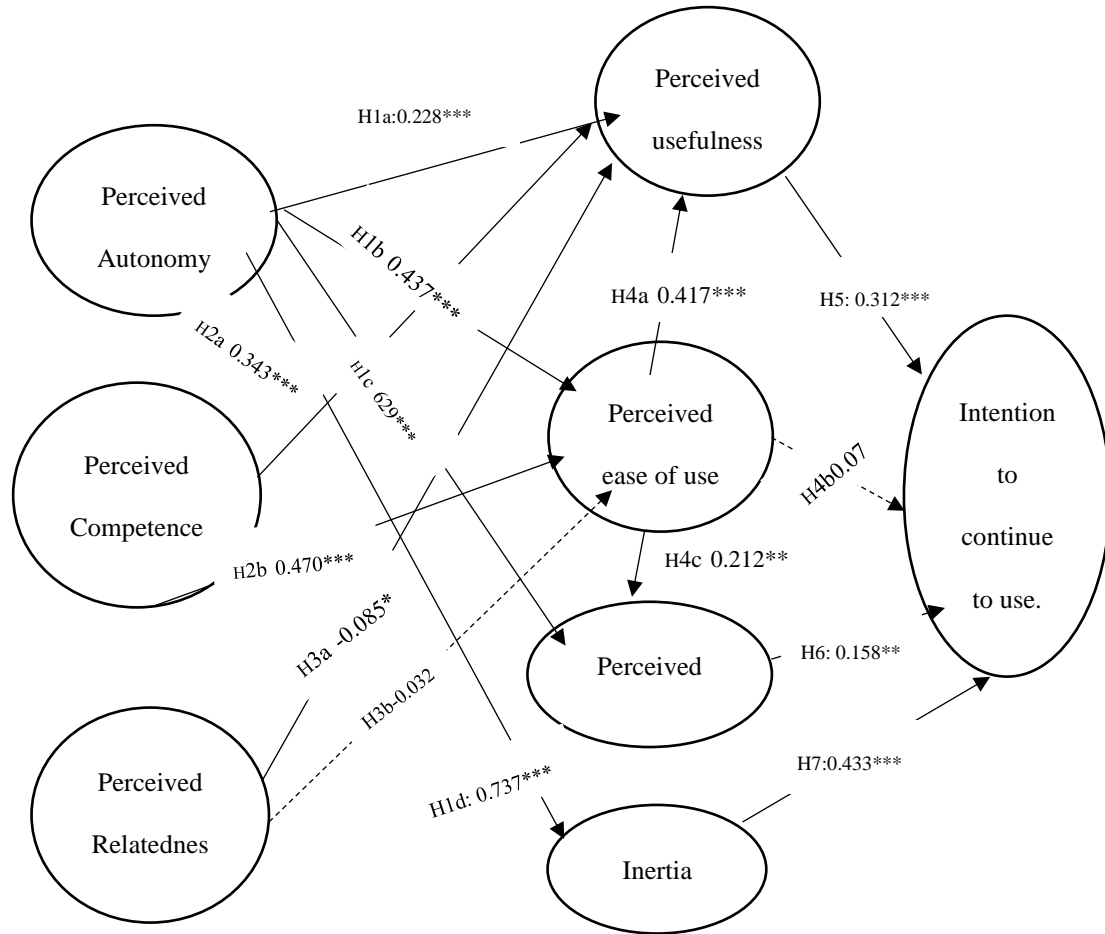 Perceived
usefulness
H1a:0.228***
Perceived
Autonomy
H1b 0.437***
H4a 0.417***
H5: 0.312***
H2a 0.343***
H1c 629***
Perceived
ease of use
Intention
to
continue
to use.
Perceived
Competence
H4b0.07
H2b 0.470***
H4c 0.212**
H3a -0.085*
Perceived
H6: 0.158**
H3b-0.032
Perceived
Relatednes
H1d: 0.737***
H7:0.433***
Inertia